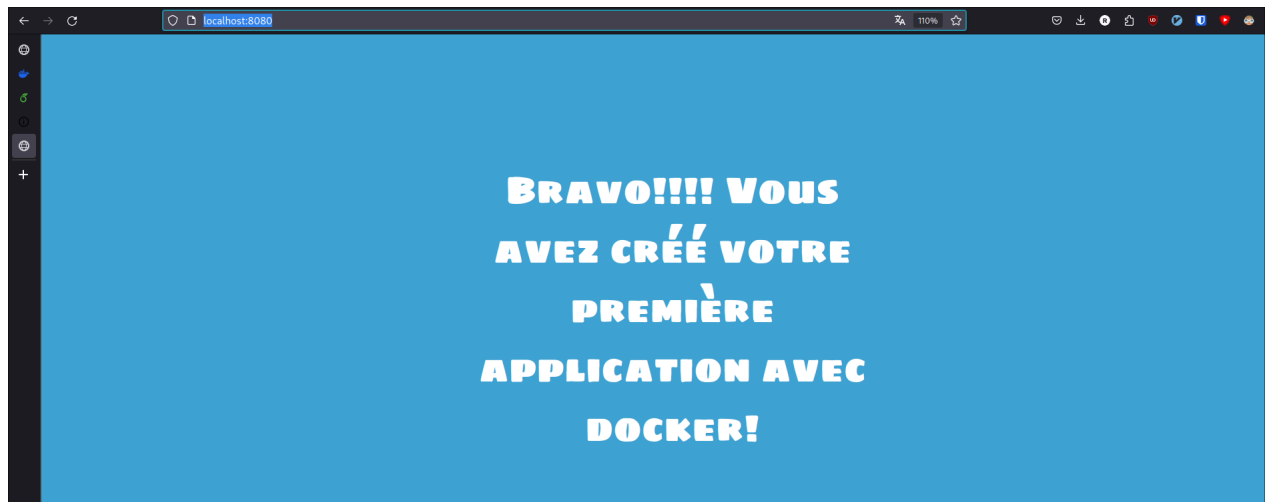 localhost:8080
110%
Bravo!!!! Vous
avez créé votre
première
application avec
docker!